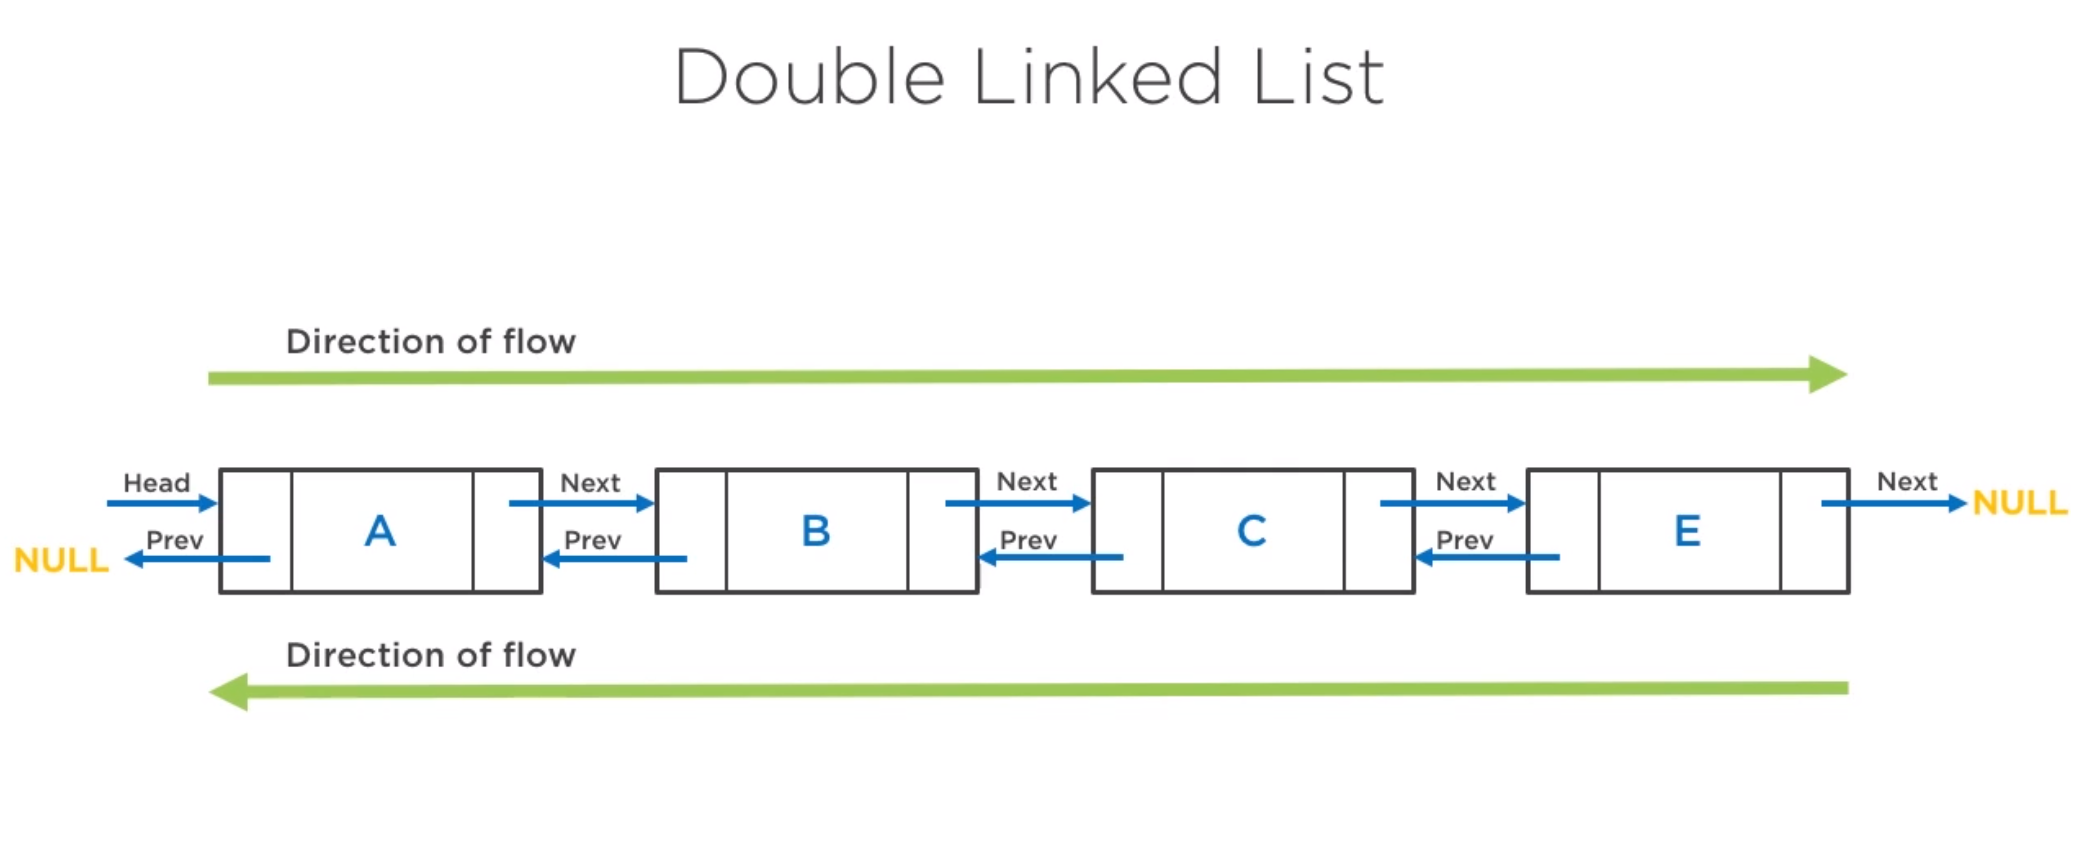 Double Linked List
Direction of flow
Head
Next
Next
Next
Next
NULL
A
B
C
E
NULL
Prev
Prev
Prev
Prev
Direction of flow